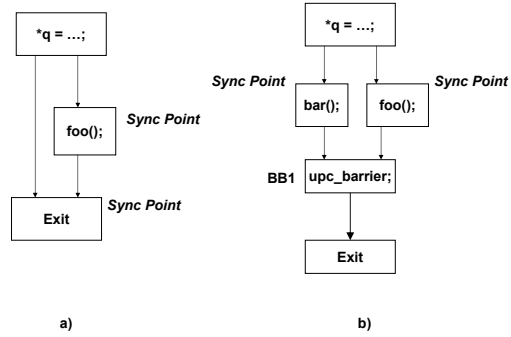 *q = …;
foo();
Sync Point
Exit
Sync Point
a)
*q = …;
Sync Point
bar();
foo();
Sync Point
BB1
upc_barrier;
Exit
b)